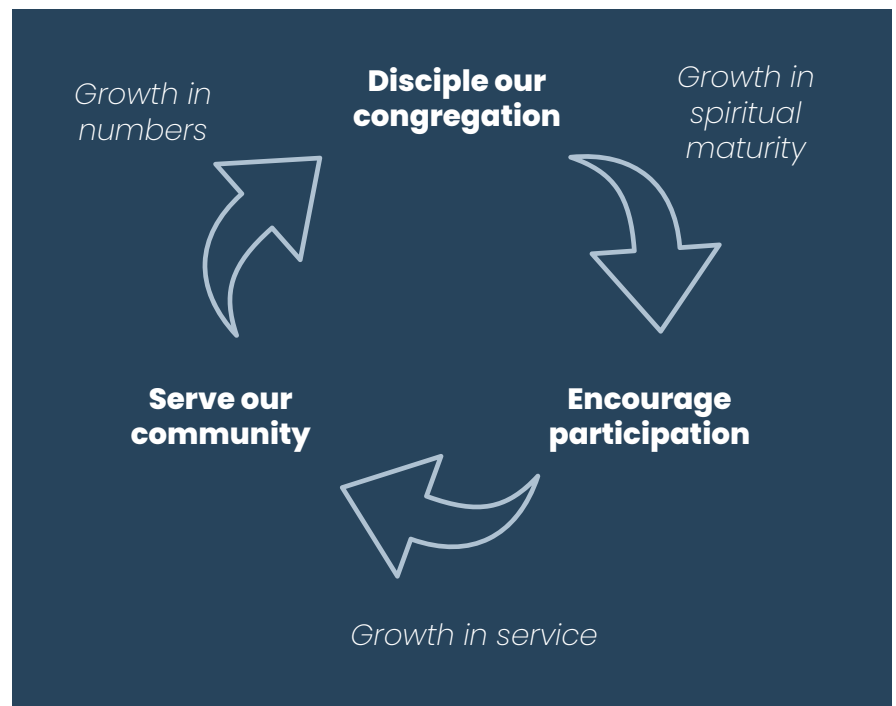 Growth in
numbers
Disciple our
congregation
Growth in
spiritual
maturity
Serve our
community
Encourage
participation
Growth in service